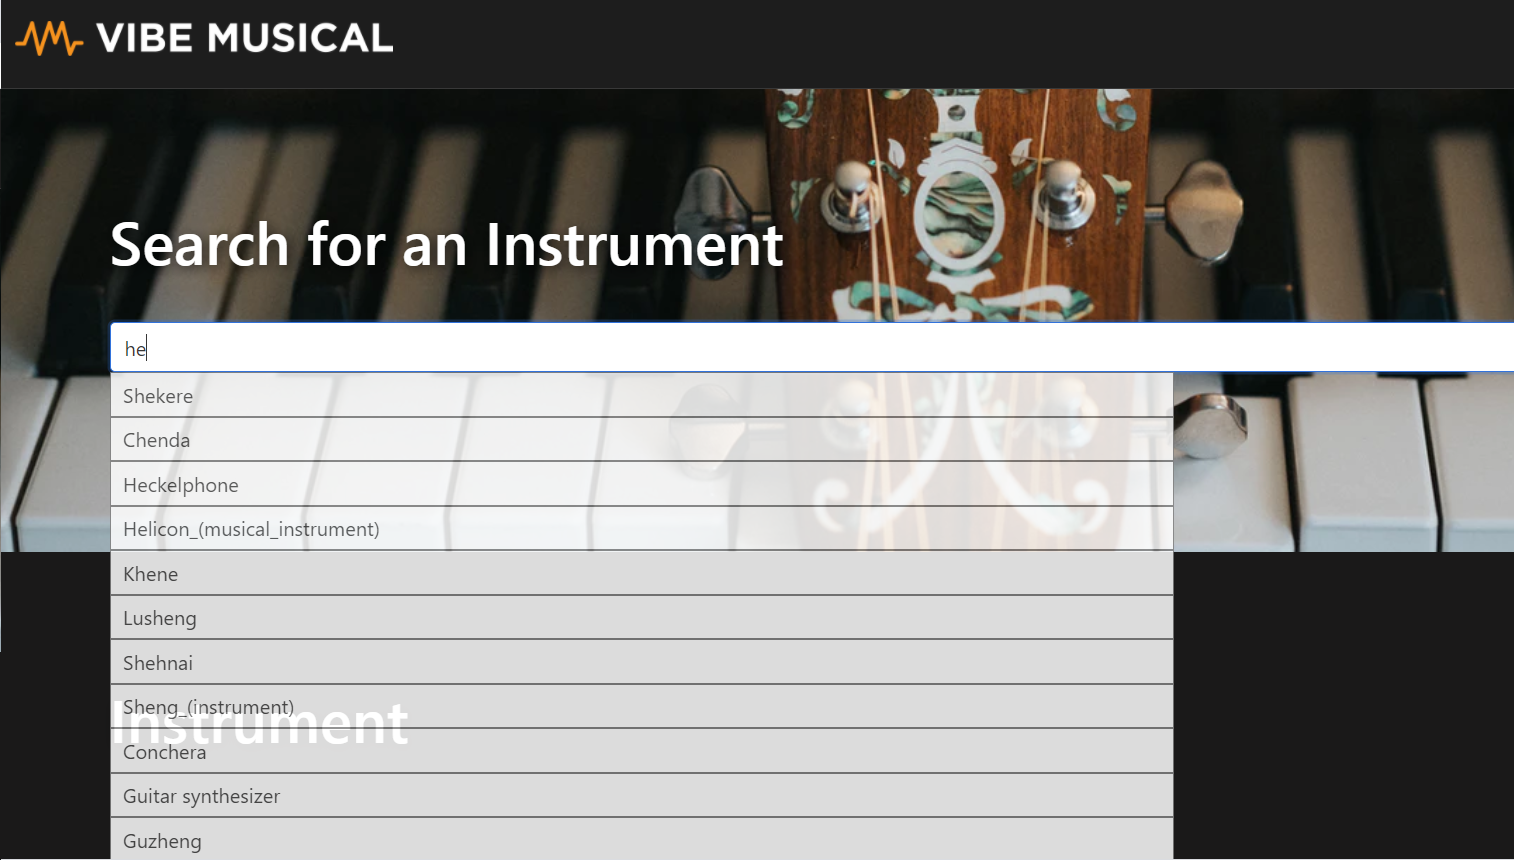 VIBE MUSICAL
Search for an Instrument
he
Shekere
Chenda
Heckelphone
Helicon_(musical_instrument)
Khene
Lusheng
Shehnai
Sheng_(instrument)
Instrument
Conchera
Guitar synthesizer
Guzheng